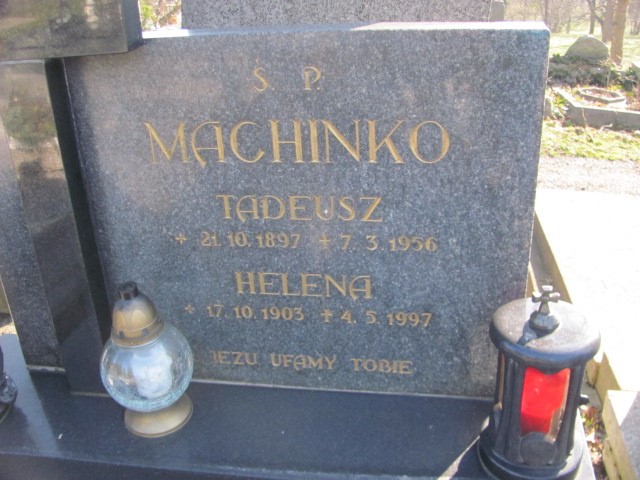 S. P.
MACHINKO
TADEUSZ
* 21.10.1897 + 7.3.1956
HELENA
* 17.10.1903 + 4.5.1997
JEZU UFAMY TOBIE